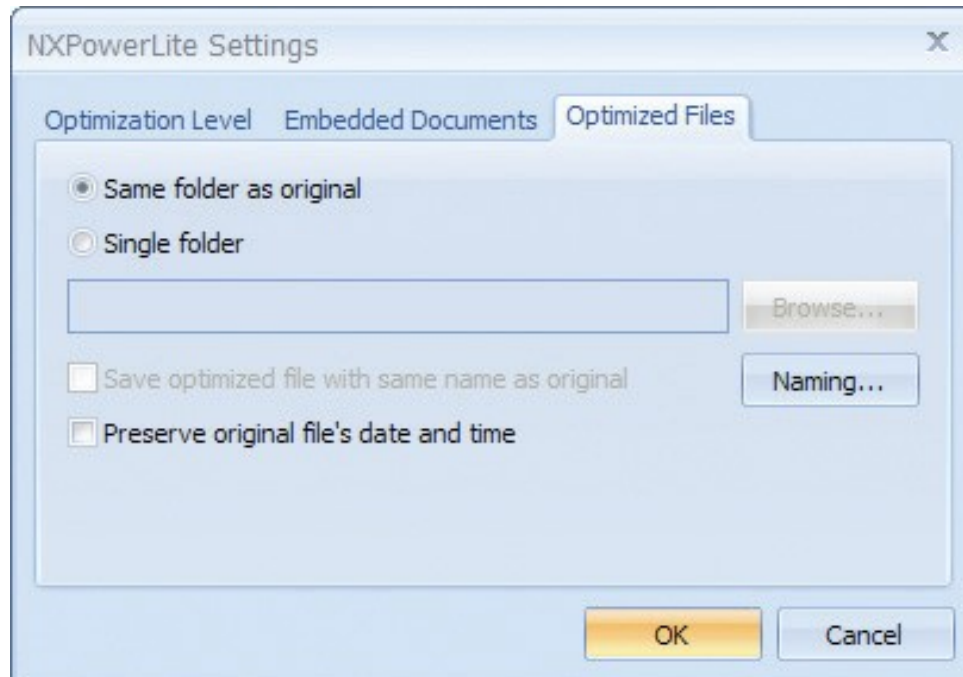 NXPowerLite Settings
Optimization Level Embedded Documents Optimized Files
Same folder as original
Single folder
Browse...
Save optimized file with same name as original Naming...
Preserve original file's date and time
OK Cancel